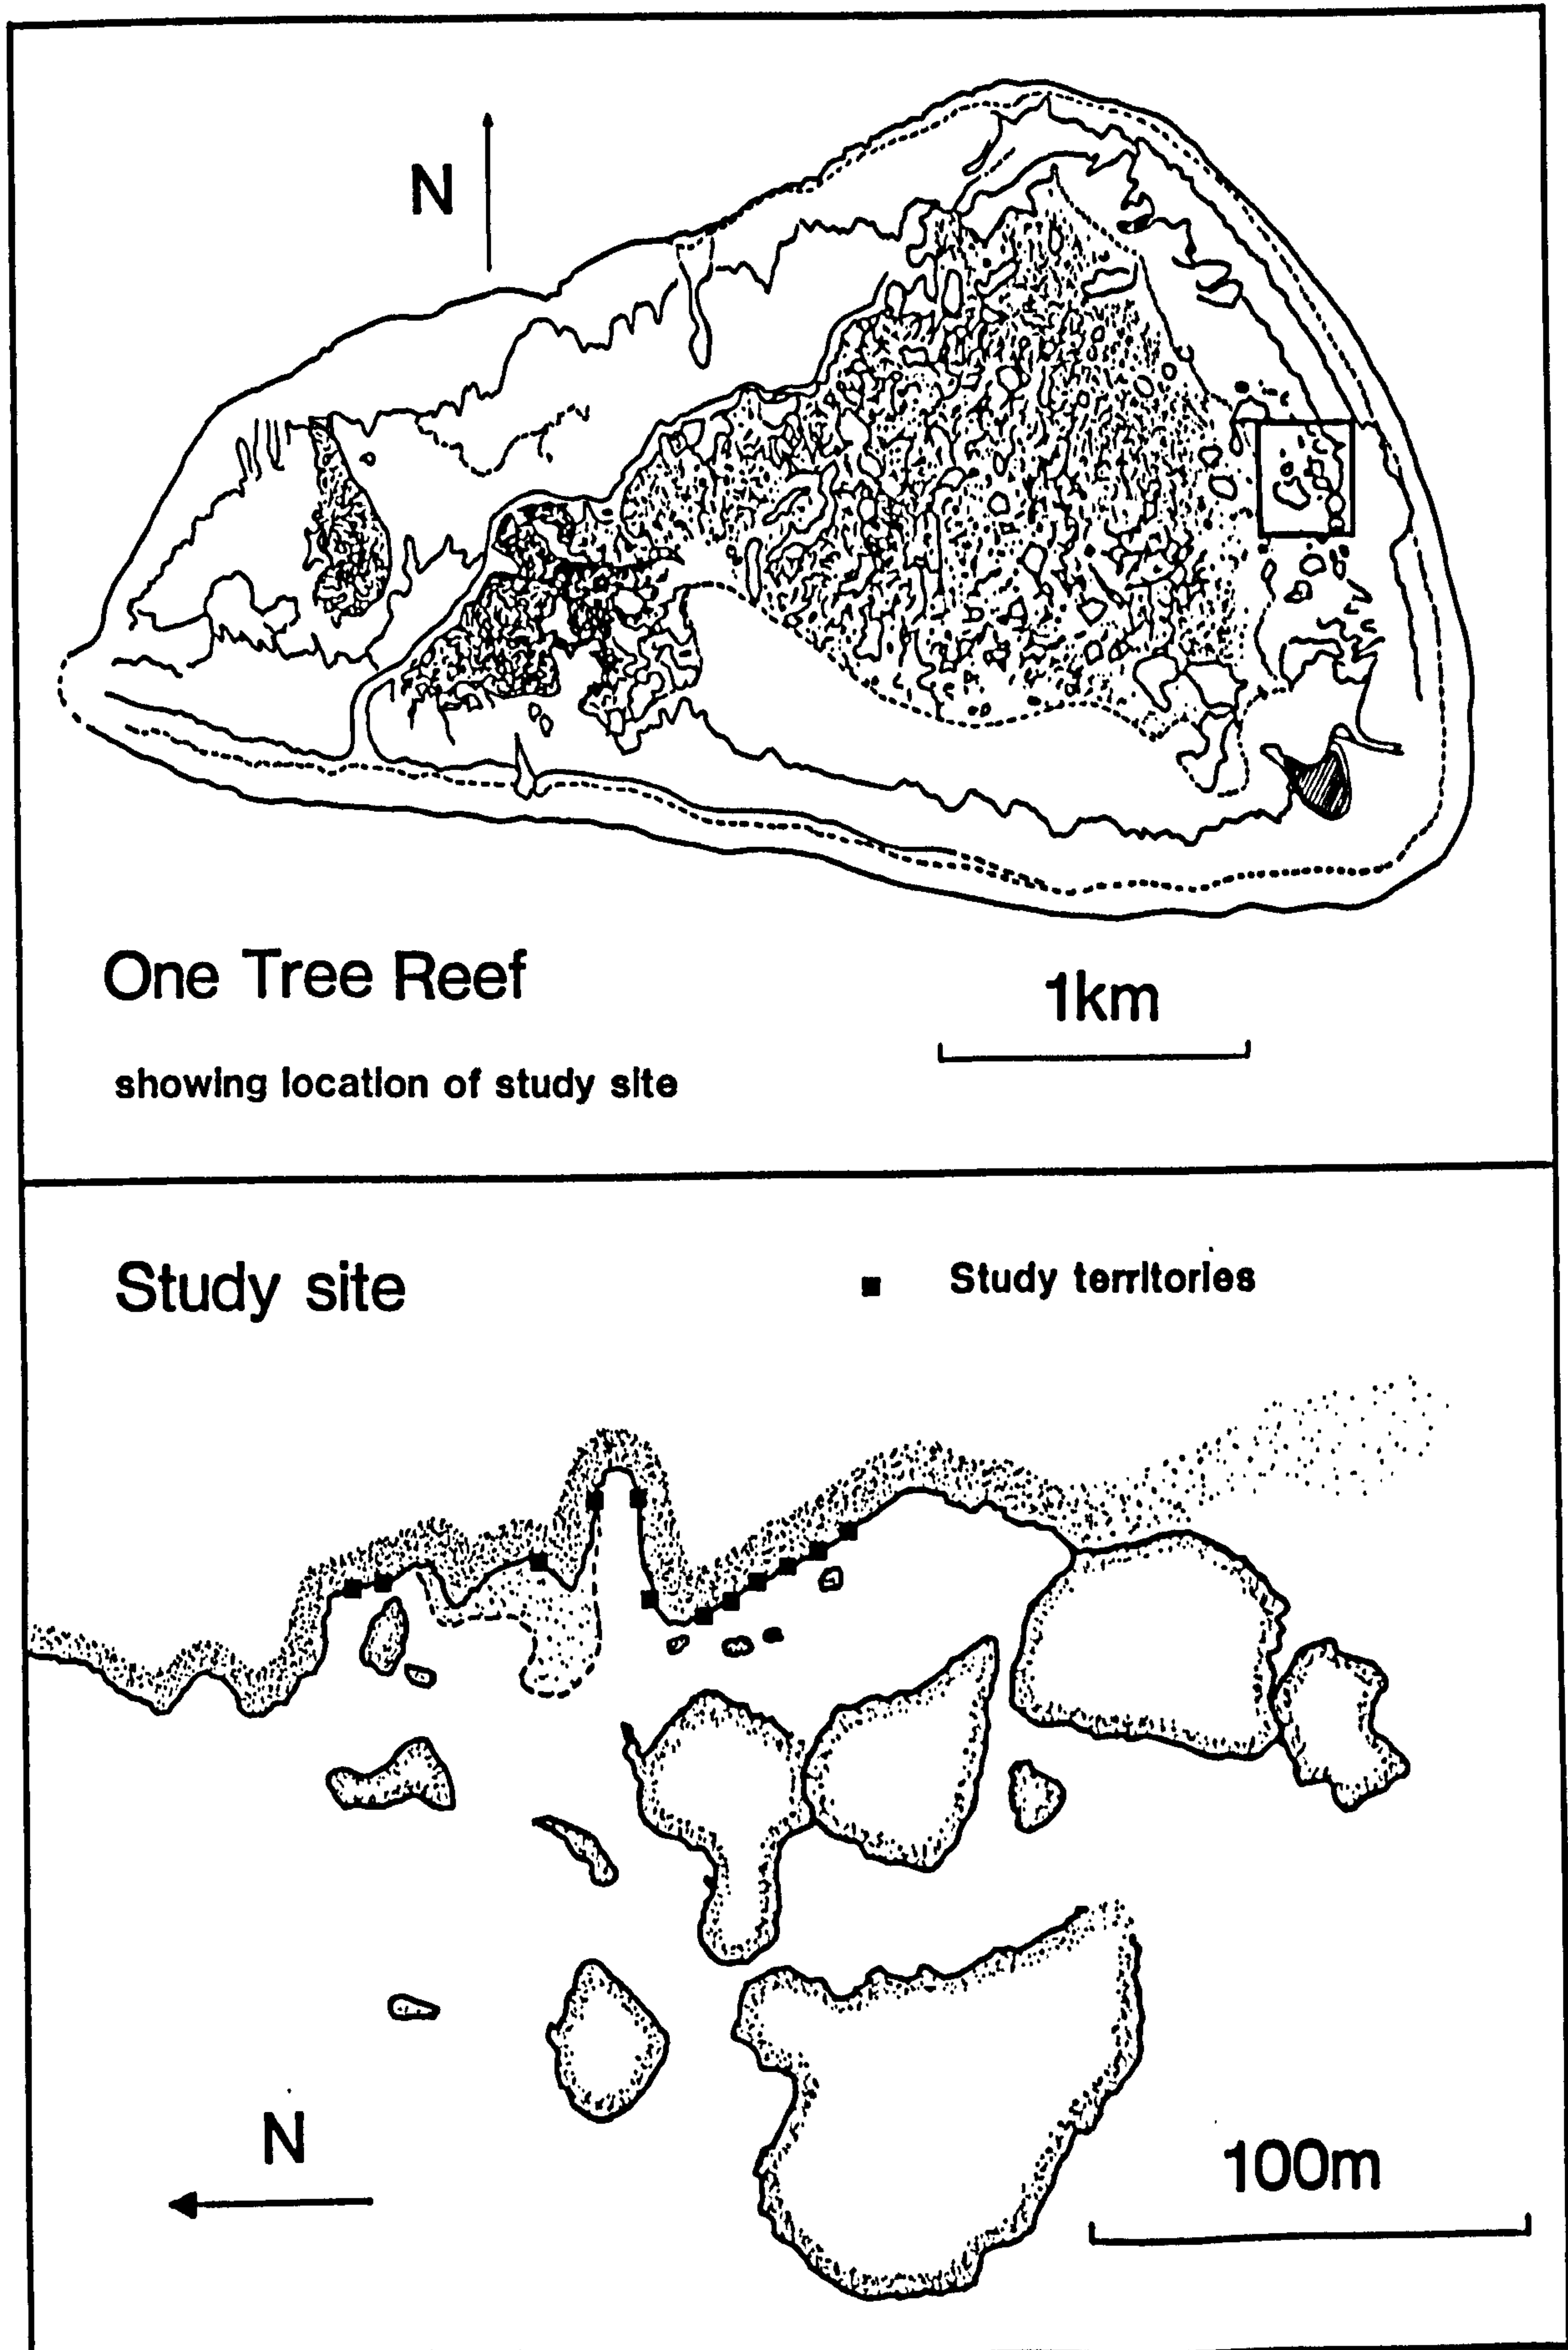 N
One Tree Reef
1km
showing location of study site
Study site
Study territories
N
100m